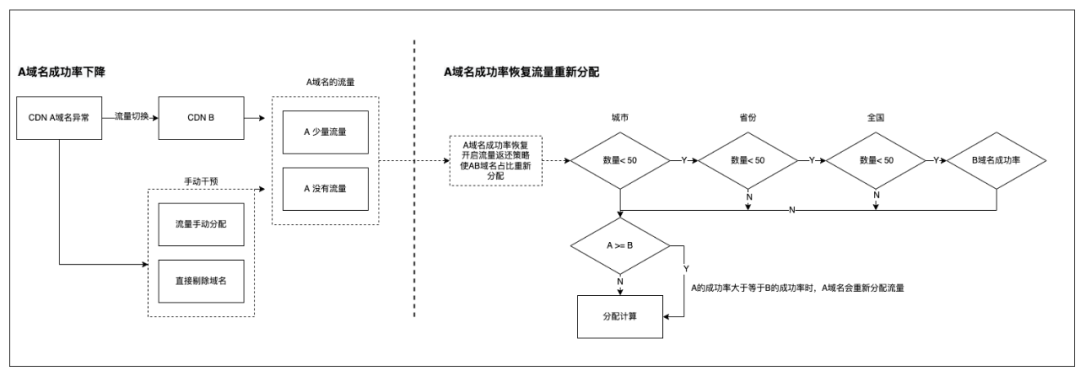 A域名成功率下降
CDN A域名异常
流量切换
CDN B
A域名的流量
A 少量流量
A 没有流量
手动干预
流量手动分配
直接剔除域名
A域名成功率恢复流量重新分配
A域名成功率恢复
开启流量返还策略
使AB域名占比重新
分配
城市
数量< 50
Y
省份
数量< 50
Y
全国
数量< 50
Y
B域名成功率
N
N
N
A >= B
Y
N
A的成功率大于等于B的成功率时，A域名会重新分配流量
分配计算